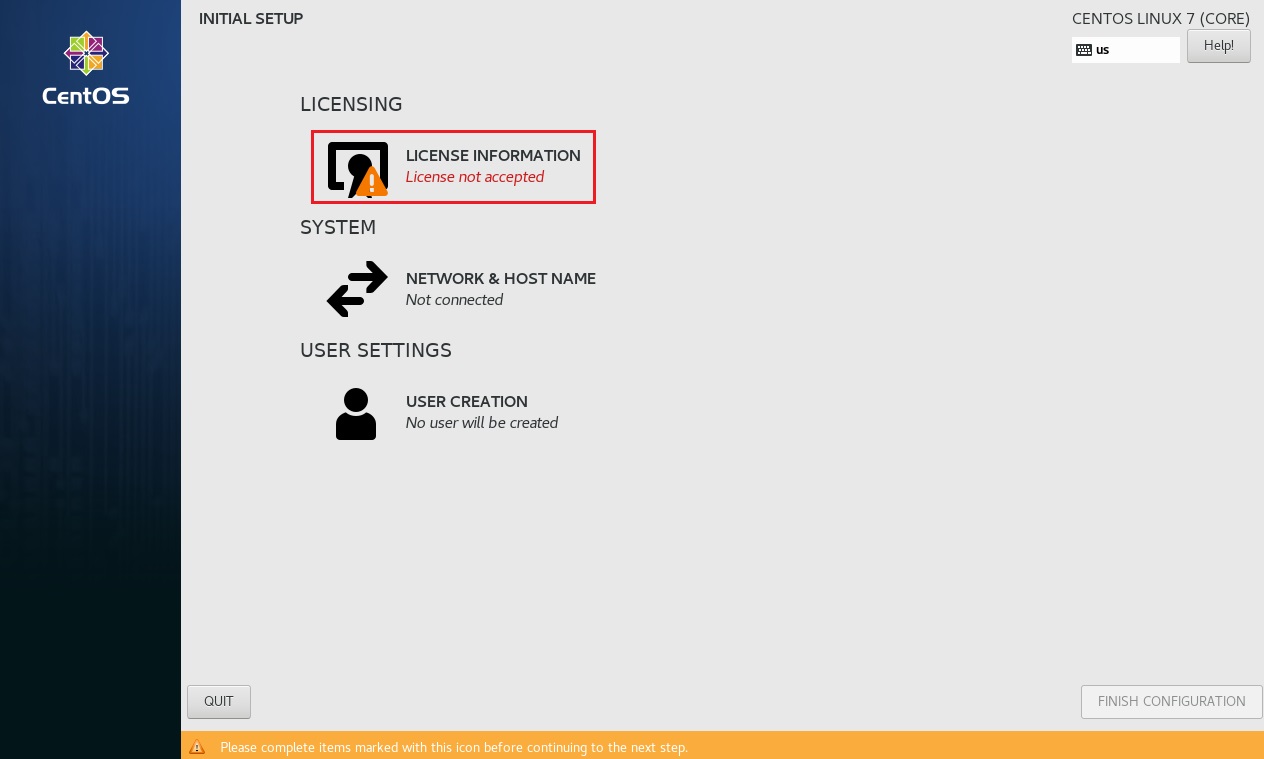 INITIAL SETUP
CENTOS LINUX 7 (CORE)
us
Help!
CentOS
LICENSING
LICENSE INFORMATION
License not accepted
SYSTEM
NETWORK & HOST NAME
Not connected
USER SETTINGS
USER CREATION
No user will be created
QUIT
FINISH CONFIGURATION
Please complete items marked with this icon before continuing to the next step.